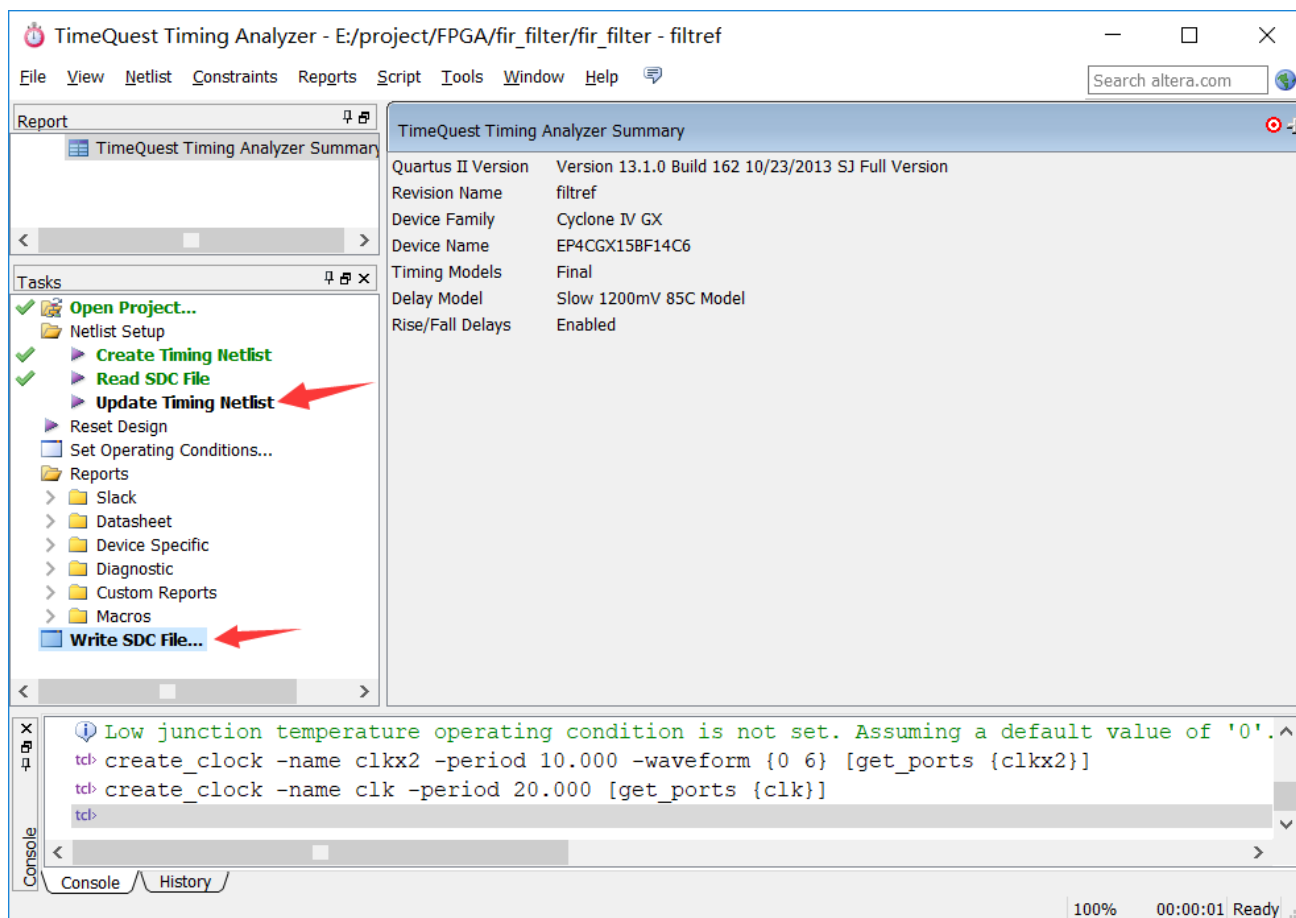 TimeQuest Timing Analyzer - E:/project/FPGA/fir_filter/fir_filter - filtref
File View Netlist Constraints Reports Script Tools Window Help
Search altera.com
Report
TimeQuest Timing Analyzer Summary
Tasks
Open Project...
Netlist Setup
Create Timing Netlist
Read SDC File
Update Timing Netlist
Reset Design
Set Operating Conditions...
Reports
Slack
Datasheet
Device Specific
Diagnostic
Custom Reports
Macros
Write SDC File...
TimeQuest Timing Analyzer Summary
Quartus II Version Version 13.1.0 Build 162 10/23/2013 SJ Full Version
Revision Name filtref
Device Family Cyclone IV GX
Device Name EP4CGX15BF14C6
Timing Models Final
Delay Model Slow 1200mV 85C Model
Rise/Fall Delays Enabled
Low junction temperature operating condition is not set. Assuming a default value of '0'.
tcl> create_clock -name clkx2 -period 10.000 -waveform {0 6} [get_ports {clkx2}]
tcl> create_clock -name clk -period 20.000 [get_ports {clk}]
tcl>
Console
Console History
100% 00:00:01 Ready